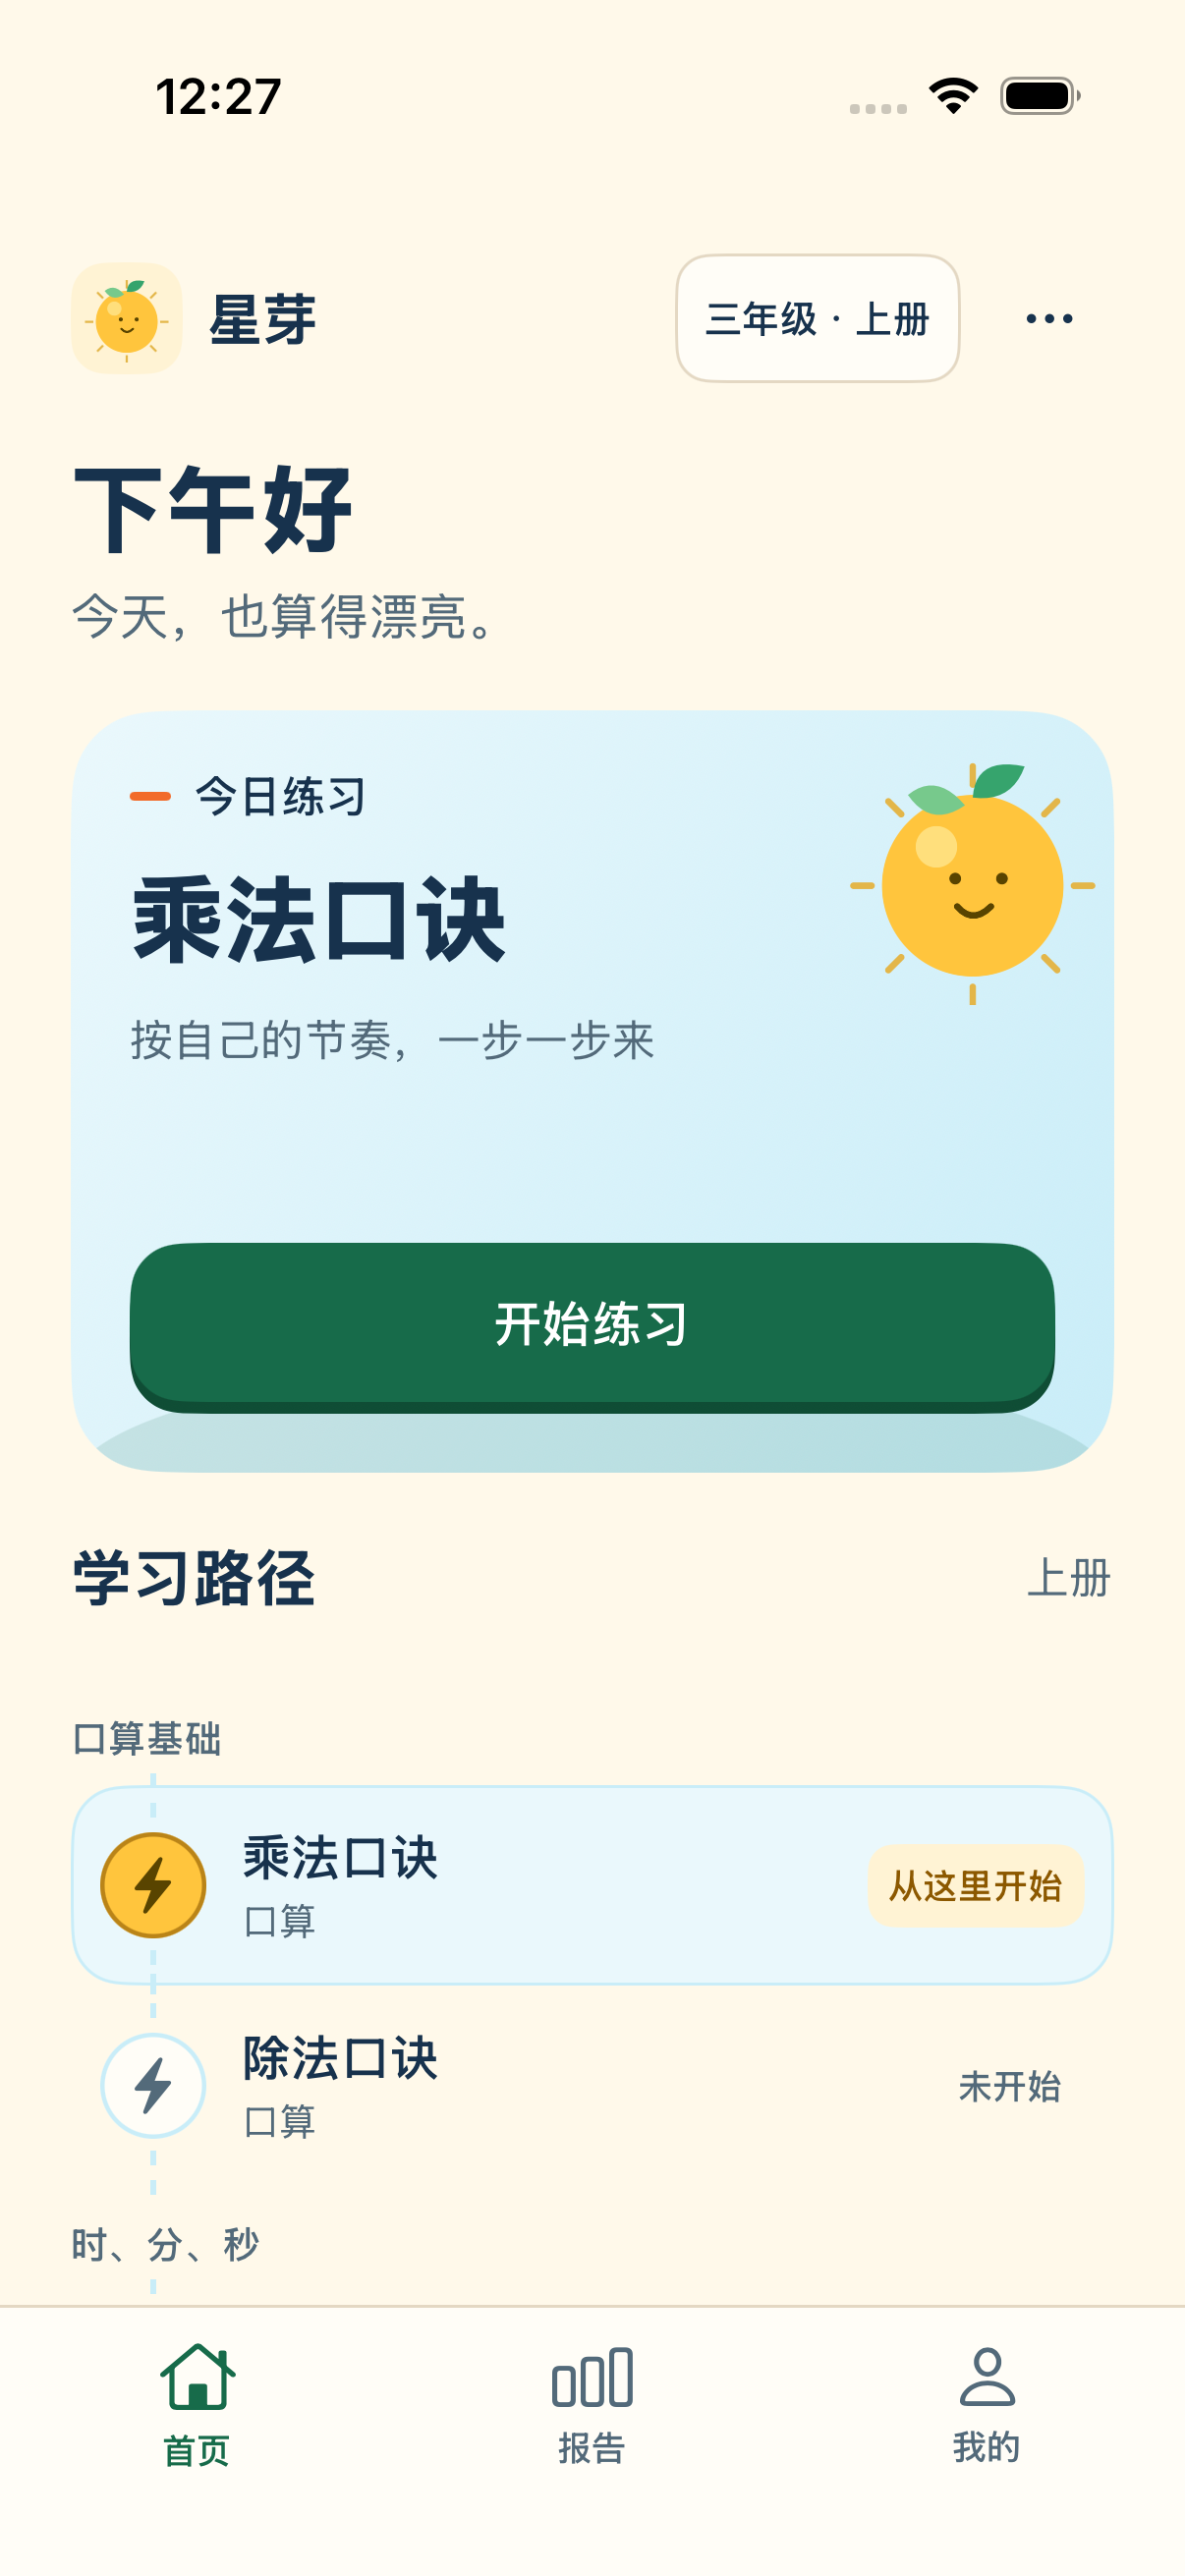 12:27
星芽
三年级 · 上册
下午好
今天，也算得漂亮。
今日练习
乘法口诀
按自己的节奏，一步一步来
开始练习
学习路径
上册
口算基础
乘法口诀
口算
从这里开始
除法口诀
口算
未开始
时、分、秒
首页
报告
我的